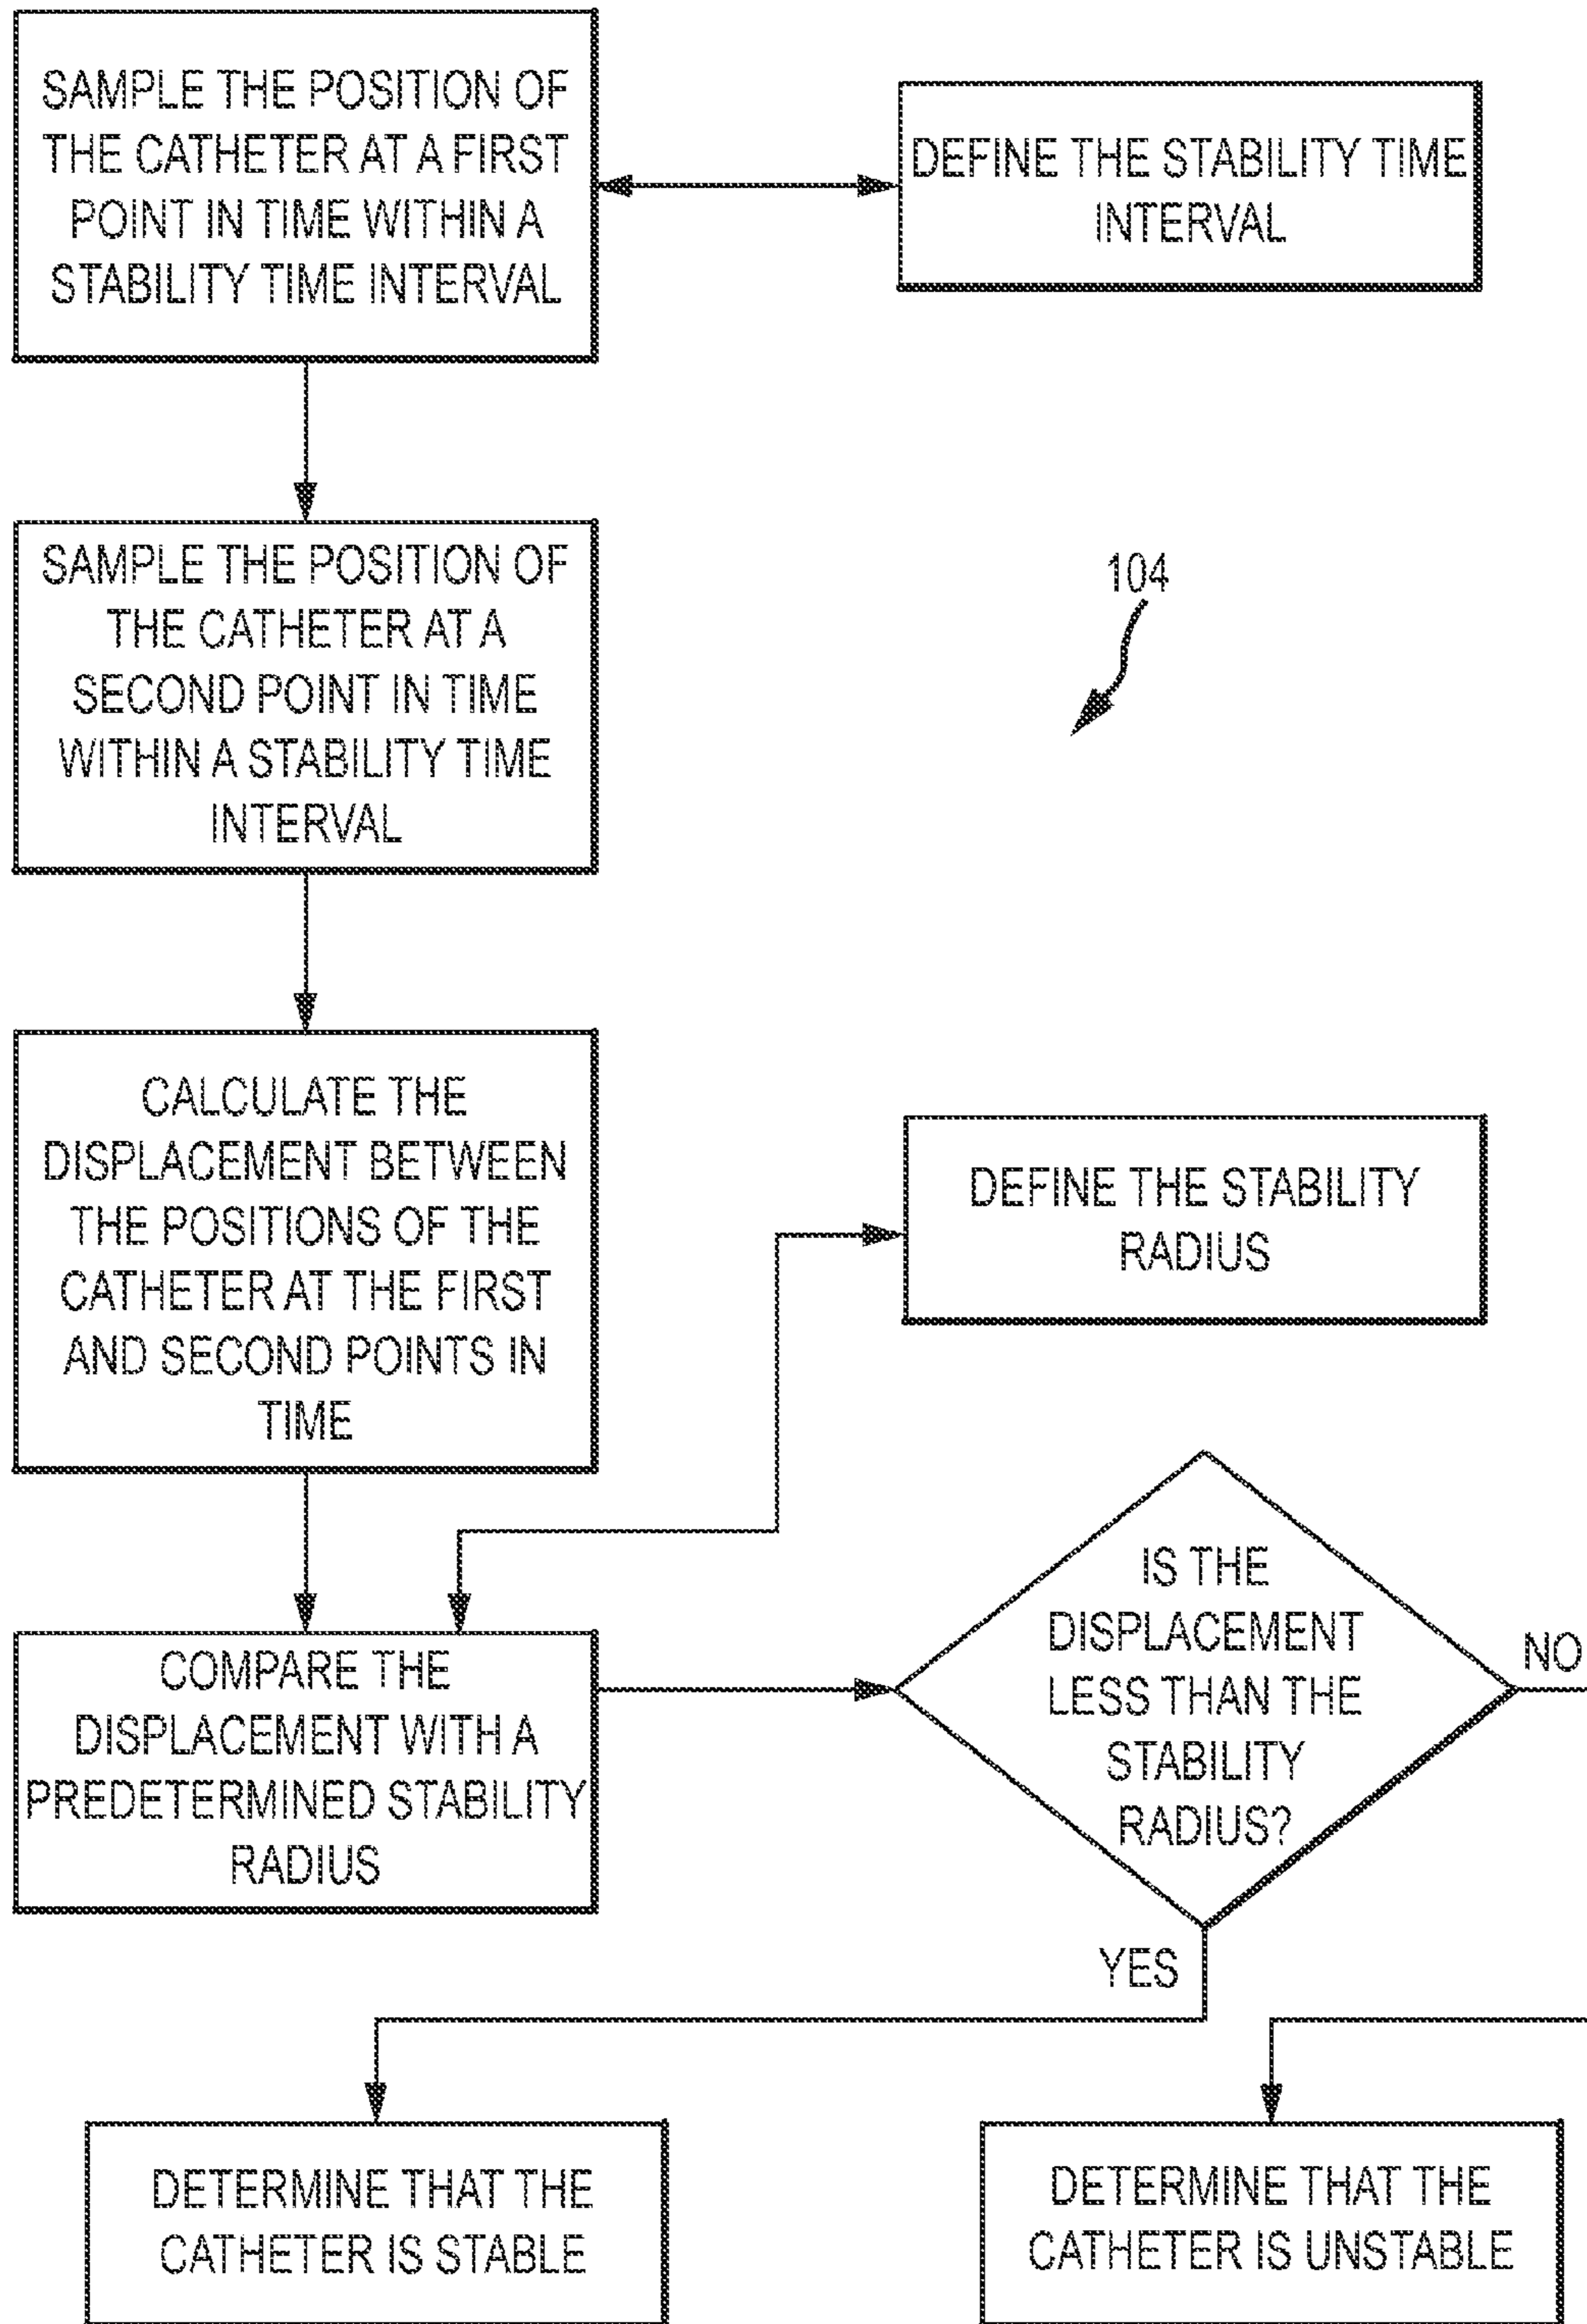 SAMPLE THE POSITION OF
THE CATHETER AT A FIRST
POINT IN TIME WITHIN A
STABILITY TIME INTERVAL
DEFINE THE STABILITY TIME
INTERVAL
SAMPLE THE POSITION OF
THE CATHETER AT A
SECOND POINT IN TIME
WITHIN A STABILITY TIME
INTERVAL
104
CALCULATE THE
DISPLACEMENT BETWEEN
THE POSITIONS OF THE
CATHETER AT THE FIRST
AND SECOND POINTS IN
TIME
DEFINE THE STABILITY
RADIUS
COMPARE THE
DISPLACEMENT WITH A
PREDETERMINED STABILITY
RADIUS
IS THE
DISPLACEMENT
LESS THAN THE
STABILITY
RADIUS?
NO
YES
DETERMINE THAT THE
CATHETER IS STABLE
DETERMINE THAT THE
CATHETER IS UNSTABLE